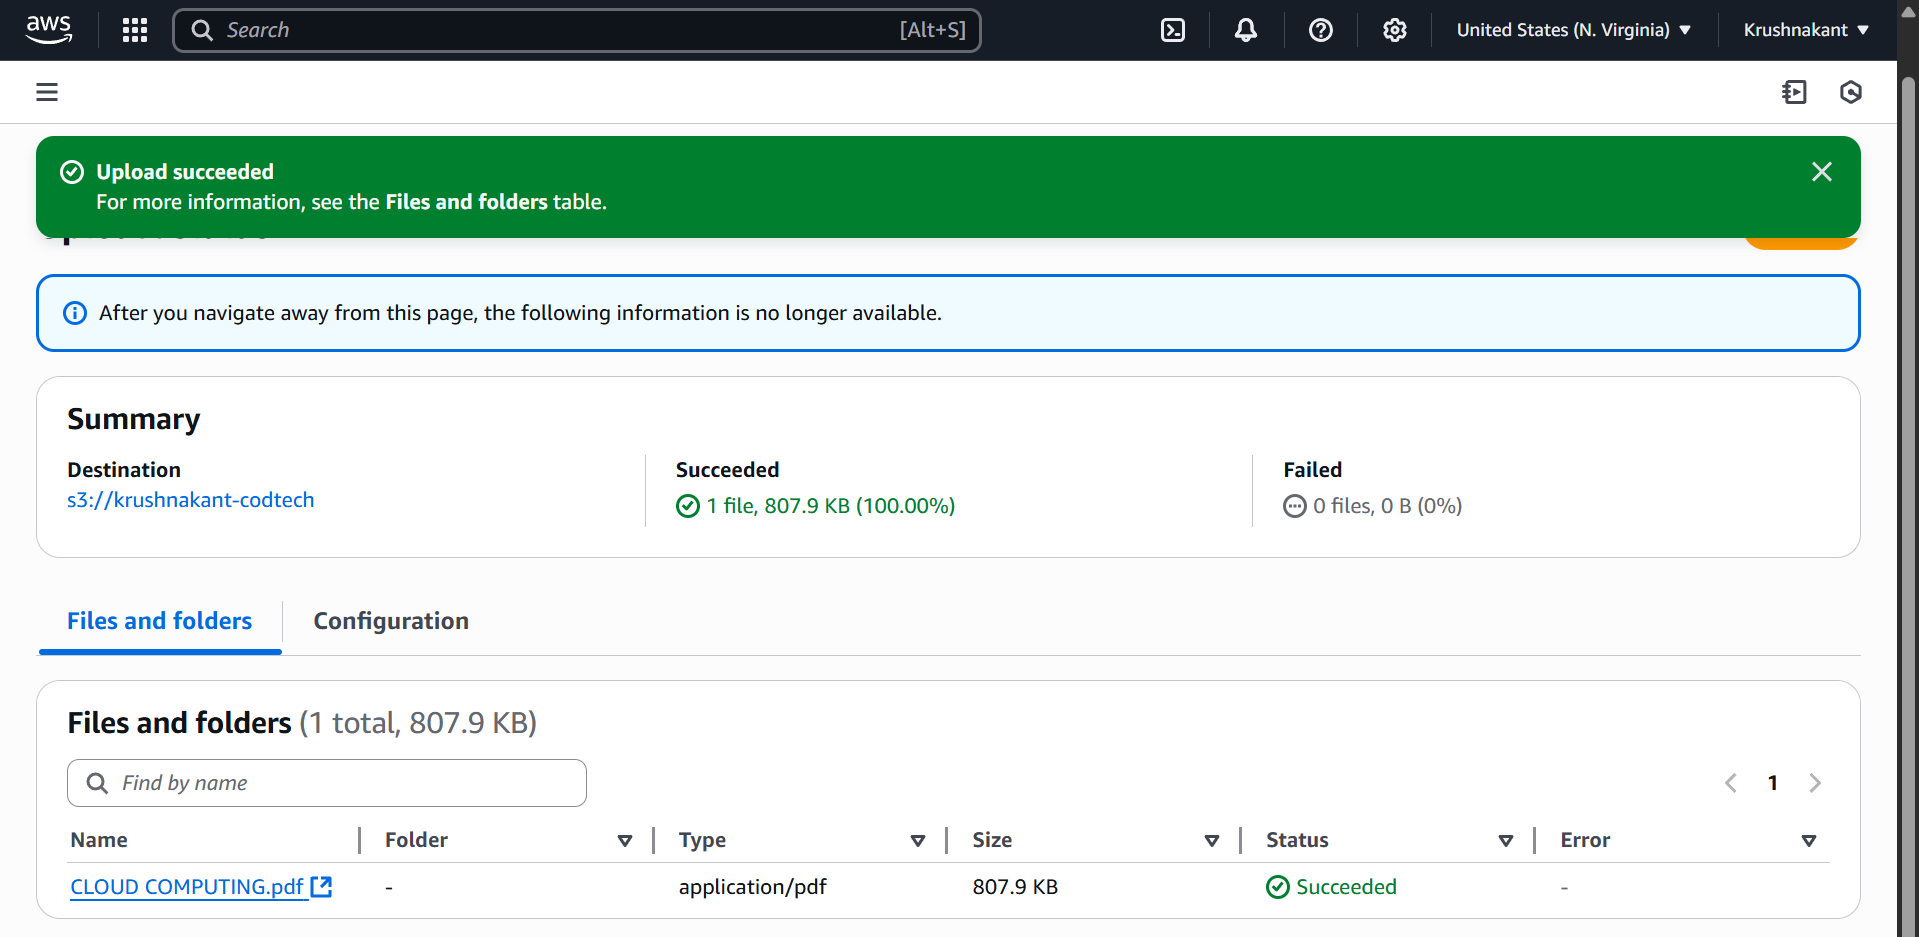 aws
Search [Alt+S] United States (N. Virginia) Krushnakant
Upload succeeded
For more information, see the Files and folders table.
After you navigate away from this page, the following information is no longer available.
Summary
Destination Succeeded Failed
s3://krushnakant-codtech 1 file, 807.9 KB (100.00%) 0 files, 0 B (0%)
Files and folders Configuration
Files and folders (1 total, 807.9 KB)
Find by name 1
Name Folder Type Size Status Error
CLOUD COMPUTING.pdf - application/pdf 807.9 KB Succeeded -